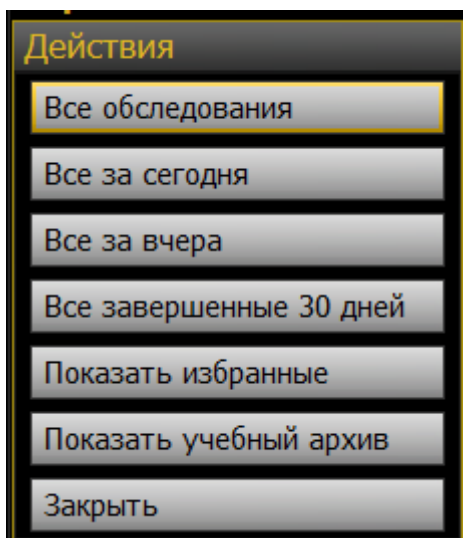 Действия
Все обследования
Все за сегодня
Все за вчера
Все завершенные 30 дней
Показать избранные
Показать учебный архив
Закрыть